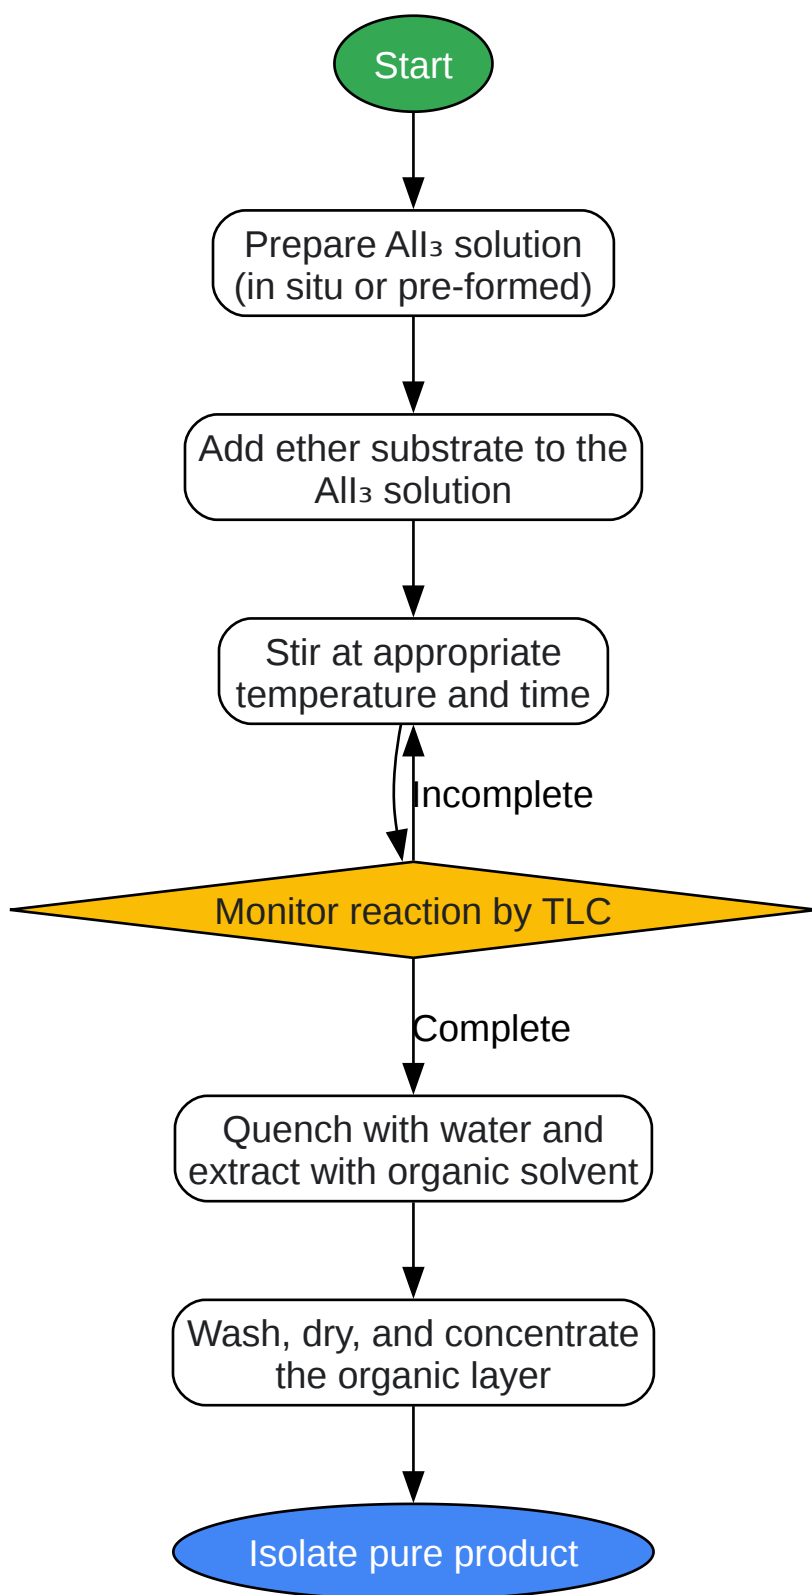 Start
Prepare AlI₃ solution
(in situ or pre-formed)
Add ether substrate to the
AlI₃ solution
Stir at appropriate
temperature and time
Incomplete
Monitor reaction by TLC
Complete
Quench with water and
extract with organic solvent
Wash, dry, and concentrate
the organic layer
Isolate pure product